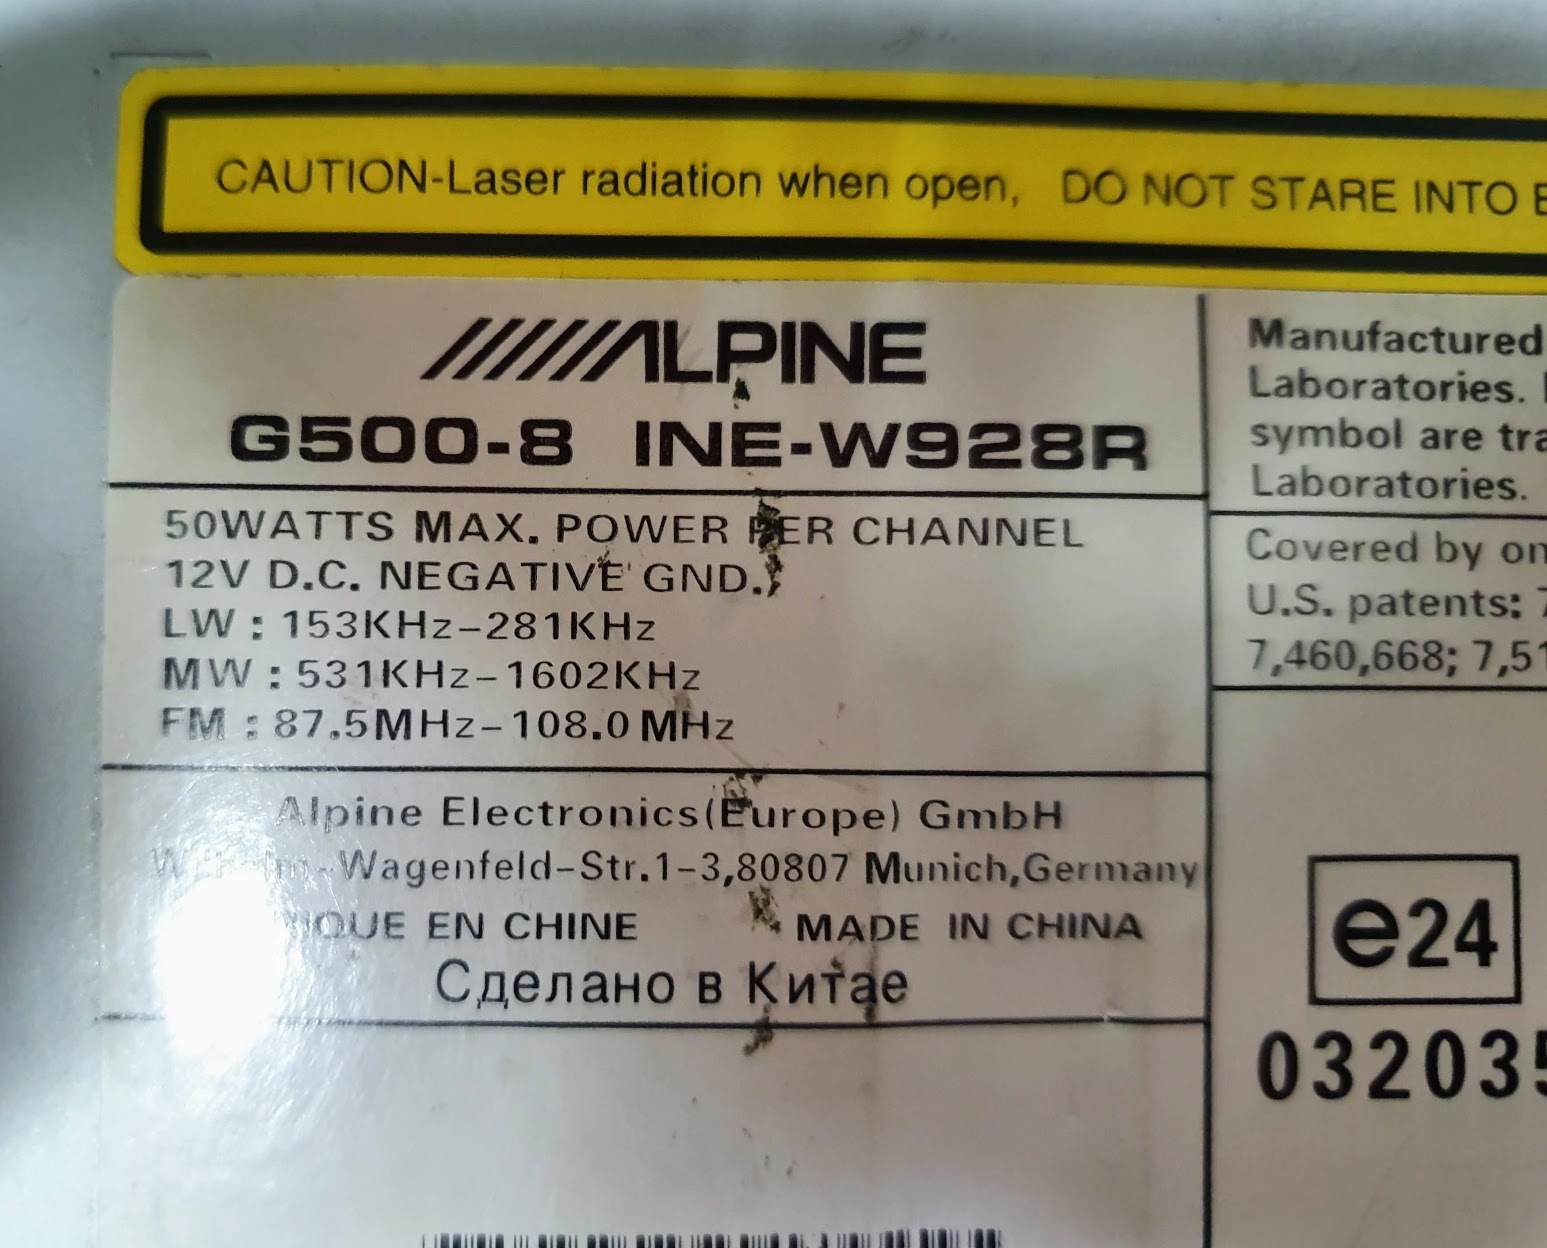 CAUTION-Laser radiation when open, DO NOT STARE INTO
ALPINE
G500-8 INE-W928R
50WATTS MAX. POWER PER CHANNEL
12V D.C. NEGATIVE GND.
LW : 153KHz-281KHz
MW : 531KHz-1602KHz
FM : 87.5MHz-108.0MHz
Alpine Electronics(Europe) GmbH
Wilhelm-Wagenfeld-Str.1-3,80807 Munich,Germany
EN CHINE MADE IN CHINA
Сделано в Китае
Manufactured
Laboratories.
symbol are
Laboratories.
Covered by
U.S. patents:
7,460,668;
e24
032035